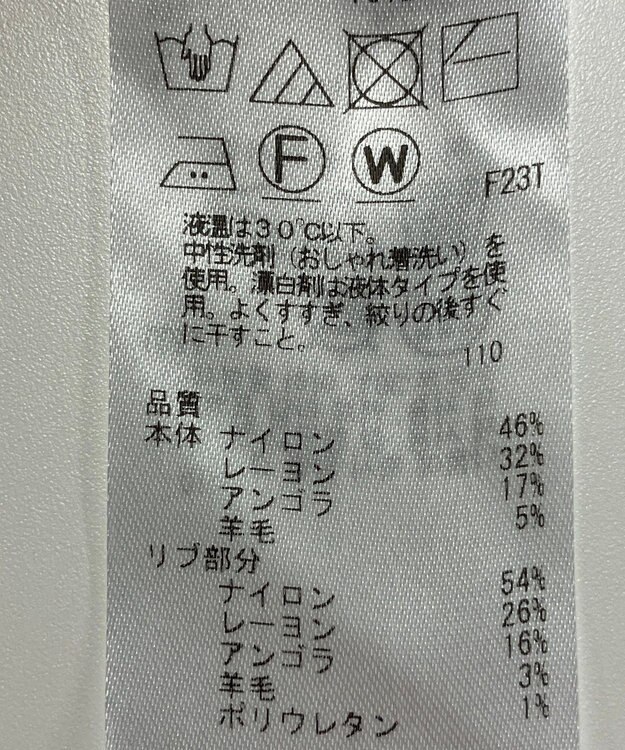 F
W
F23T
液温は30℃以下。
中性洗剤（おしゃれ着洗い）を
使用。漂白剤は液体タイプを使
用。よくすすぎ、絞りの後すぐ
に干すこと。
110
品質
本体 ナイロン 46%
レーヨン 32%
アンゴラ 17%
羊毛 5%
リブ部分
ナイロン 54%
レーヨン 26%
アンゴラ 16%
羊毛 3%
ポリウレタン 1%